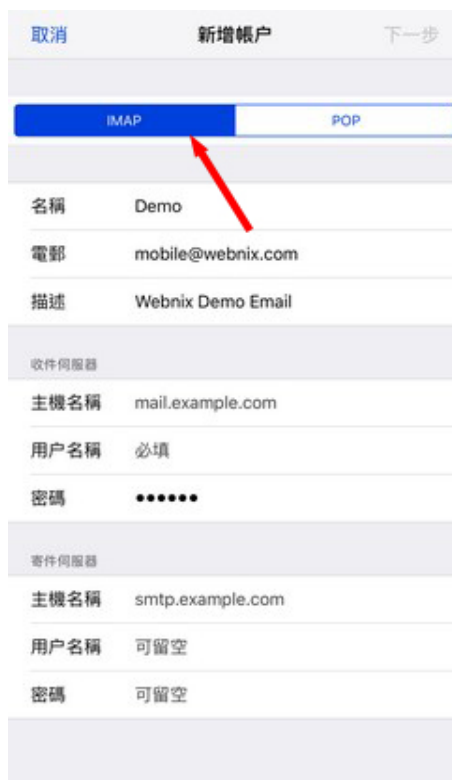 取消 新增帳户 下一步
IMAP POP
名稱 Demo
電郵 mobile@webnix.com
描述 Webnix Demo Email
收件伺服器
主機名稱 mail.example.com
用户名稱 必填
密碼 ●●●●●●
寄件伺服器
主機名稱 smtp.example.com
用户名稱 可留空
密碼 可留空